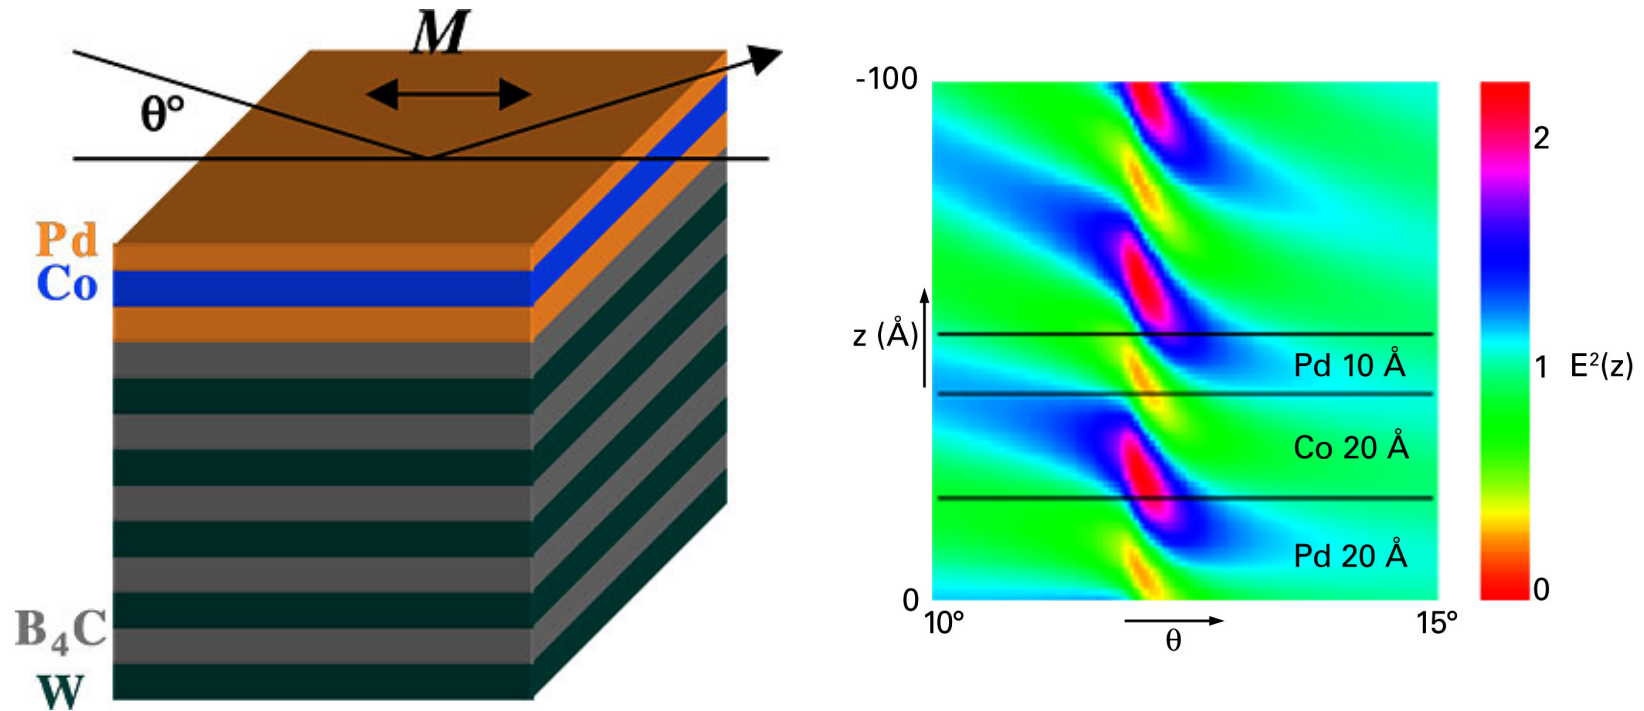 M
θ°
Pd
Co
B₄C
W
-100
z (Å)
0
10°
θ
15°
Pd 10 Å
Co 20 Å
Pd 20 Å
2
1
E²(z)
0